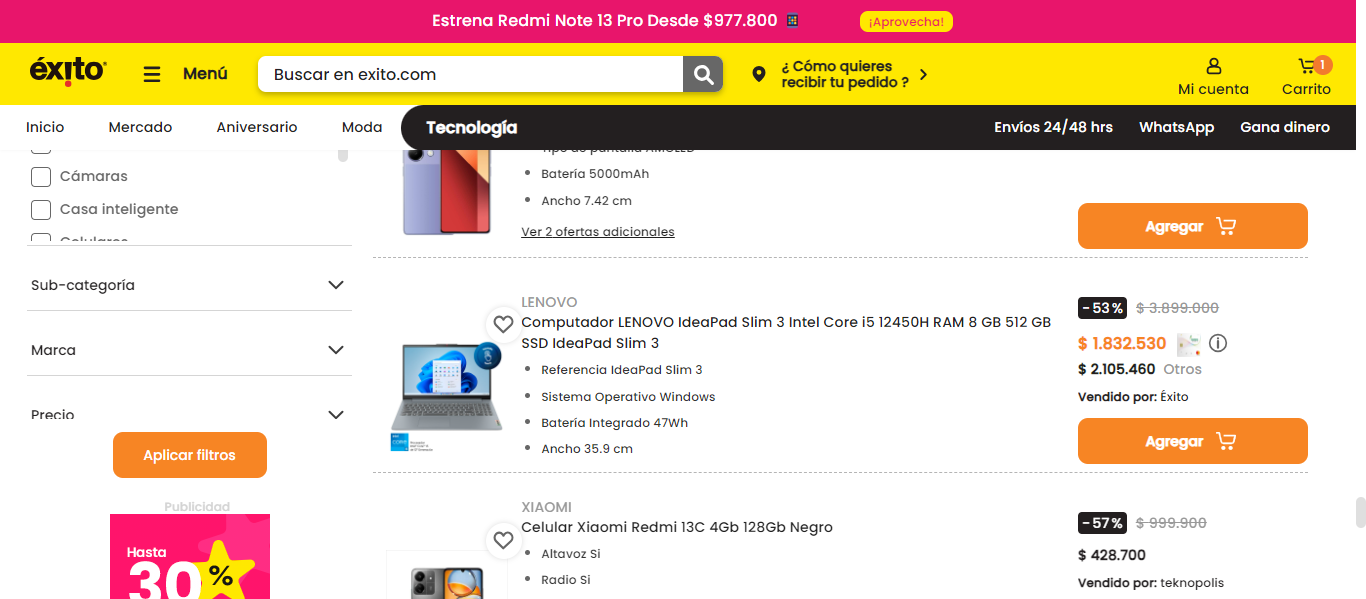 Estrena Redmi Note 13 Pro Desde $977.800
¡Aprovecha!
éxito
Menú
Buscar en exito.com
¿ Cómo quieres
recibir tu pedido ?
Mi cuenta
1
Carrito
Inicio
Mercado
Aniversario
Moda
Tecnología
Envíos 24/48 hrs
WhatsApp
Gana dinero
Cámaras
Casa inteligente
Celulares
Sub-categoría
Marca
Precio
Aplicar filtros
Publicidad
Hasta
30%
Tipo de pantalla AMOLED
Batería 5000mAh
Ancho 7.42 cm
Ver 2 ofertas adicionales
Agregar
LENOVO
Computador LENOVO IdeaPad Slim 3 Intel Core i5 12450H RAM 8 GB 512 GB
SSD IdeaPad Slim 3
Referencia IdeaPad Slim 3
Sistema Operativo Windows
Batería Integrado 47Wh
Ancho 35.9 cm
-53%
$ 3.899.000
$ 1.832.530
$ 2.105.460 Otros
Vendido por: Éxito
Agregar
XIAOMI
Celular Xiaomi Redmi 13C 4Gb 128Gb Negro
Altavoz Si
Radio Si
-57%
$ 999.900
$ 428.700
Vendido por: teknopolis